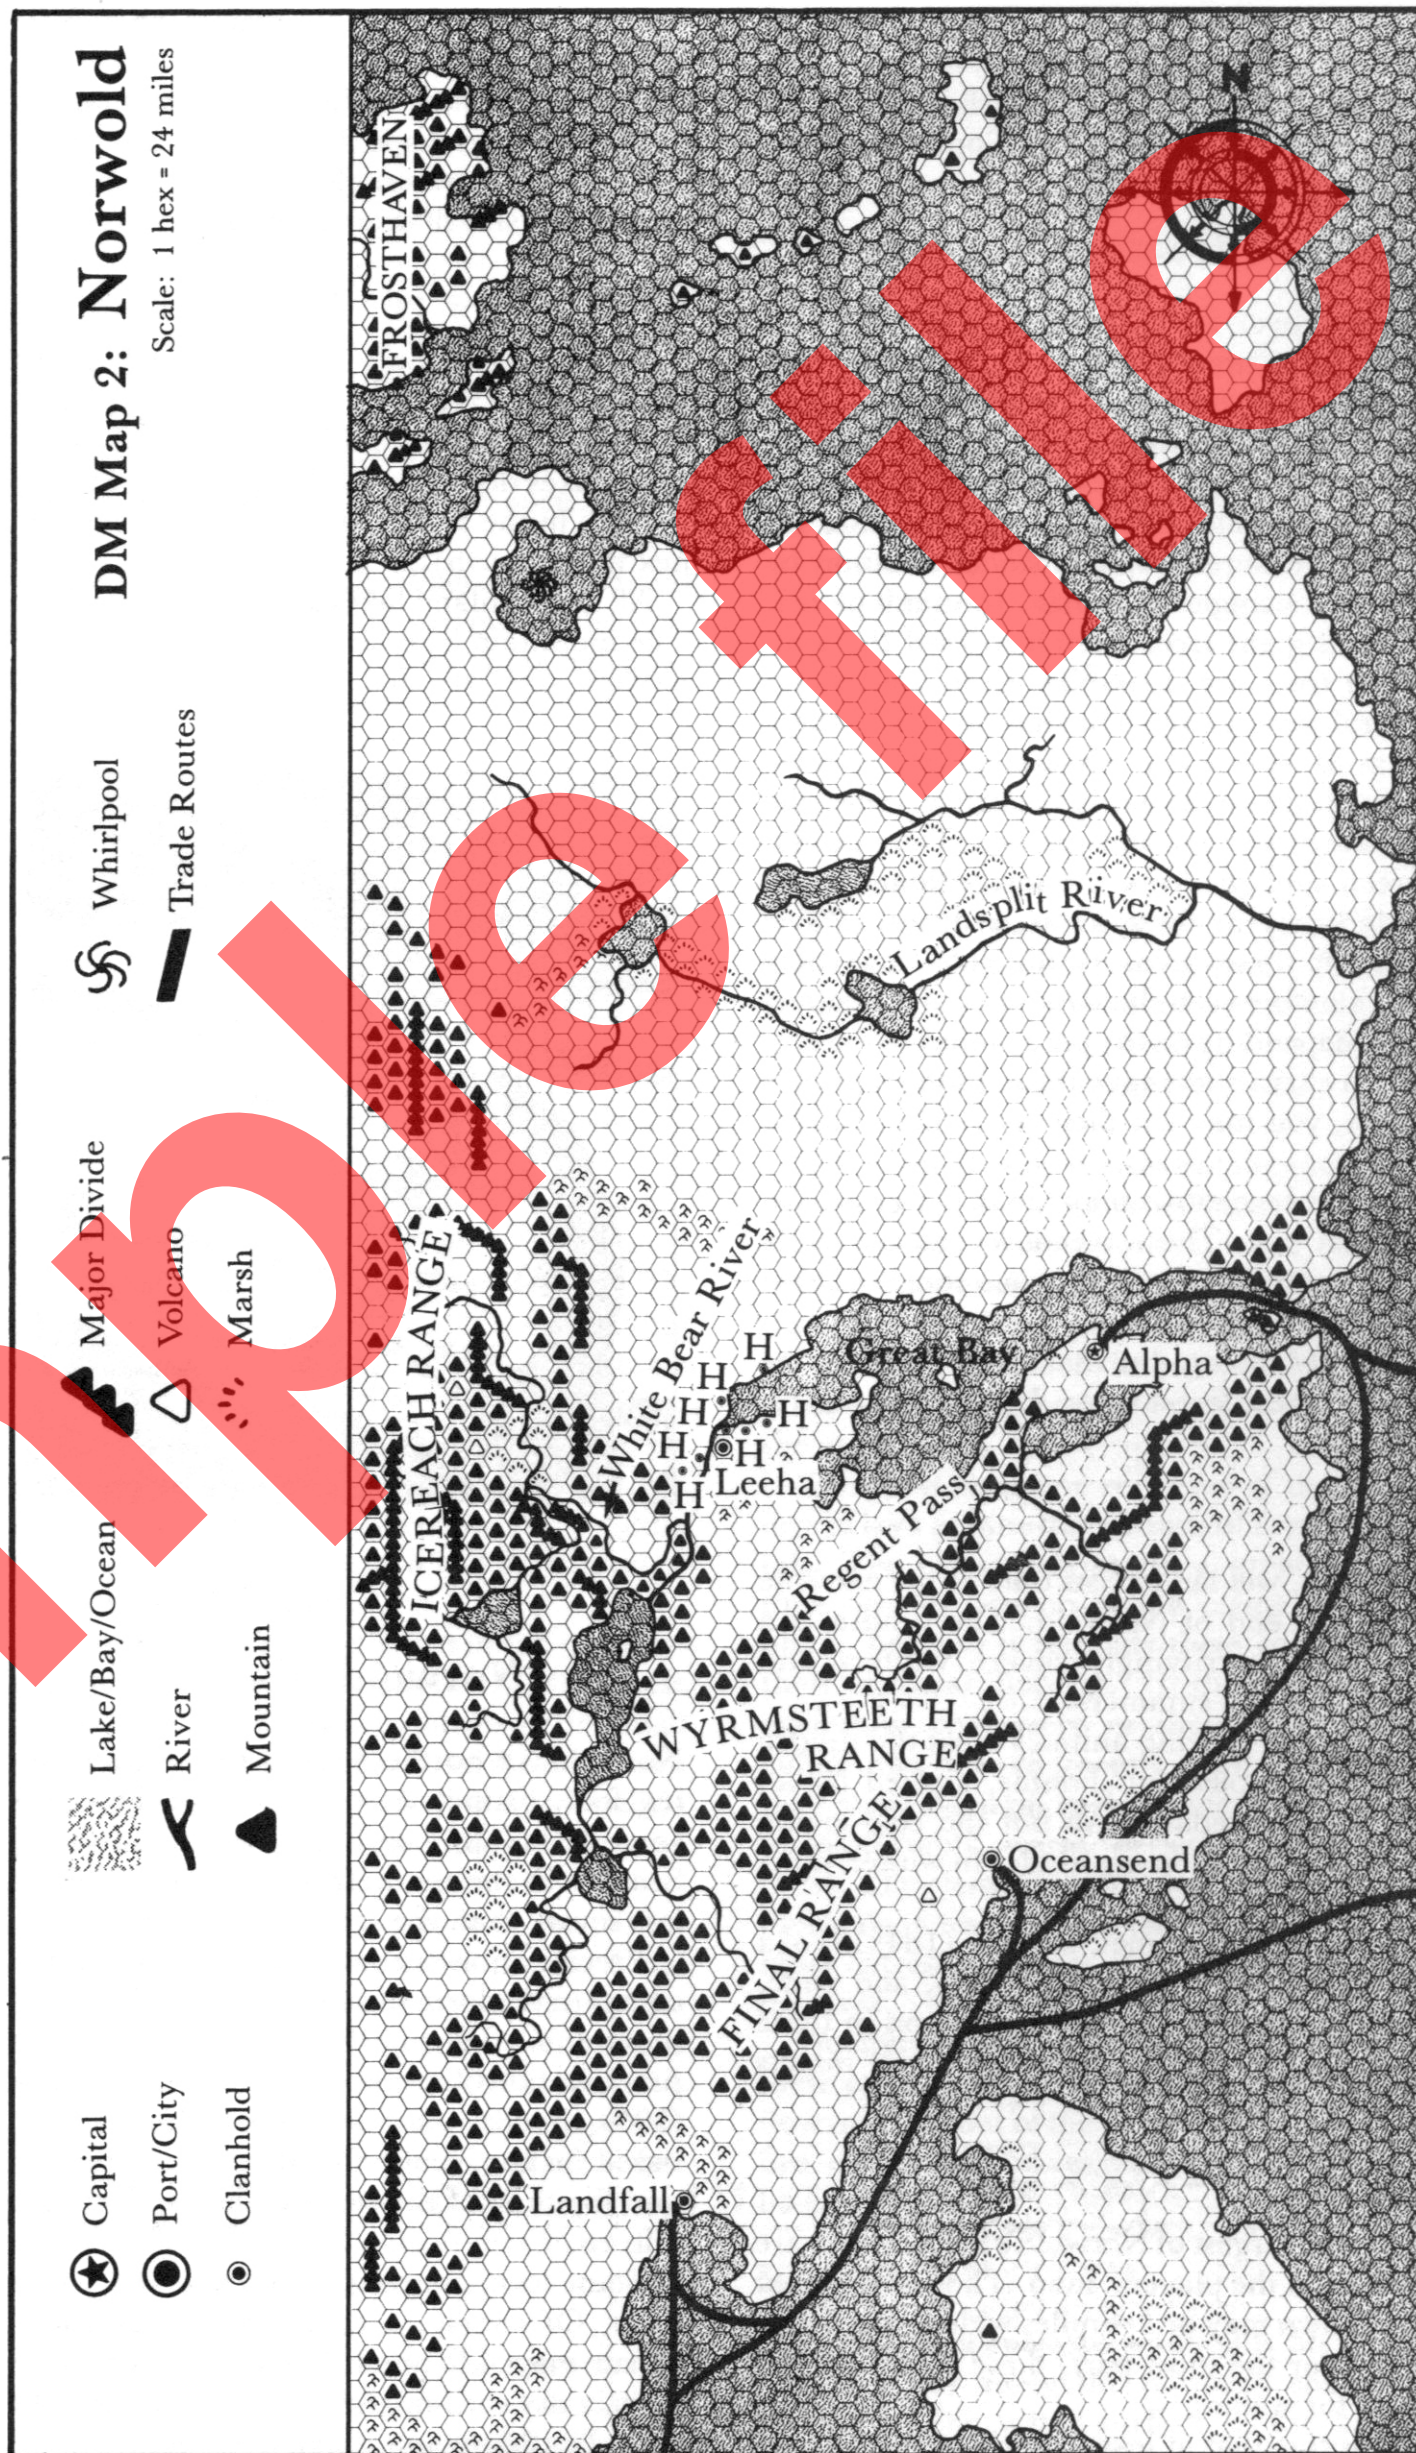 DM Map 2: Norwold
Scale: 1 hex = 24 miles
Capital
Port/City
Clanhold
Lake/Bay/Ocean
River
Mountain
Major Divide
Volcano
Marsh
Whirlpool
Trade Routes
FROSTHAVEN
N
ICEREACH RANGE
White Bear River
Landsplit River
Great Bay
H
H
H
H
H
H
H
Leeha
Alpha
Regent Pass
WYRMSTEETH
RANGE
FINAL RANGE
Oceansend
Landfall
ple file